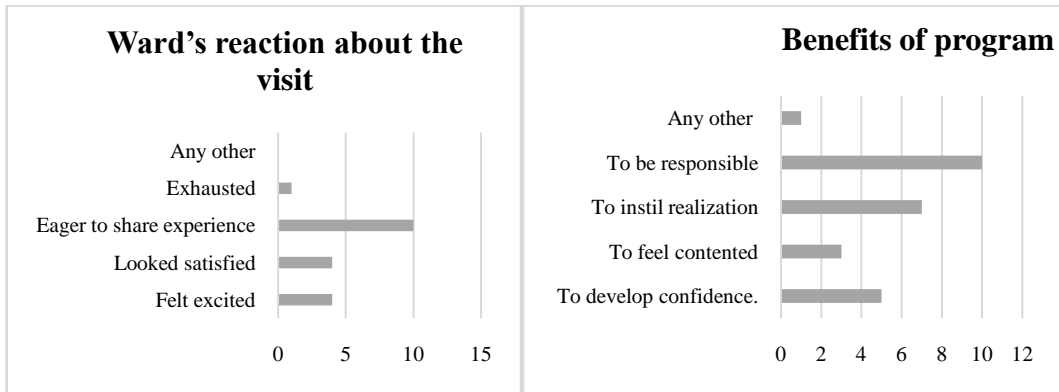 Ward's reaction about the
visit
Any other
Exhausted
Eager to share experience
Looked satisfied
Felt excited
0 5 10 15
Benefits of program
Any other
To be responsible
To instil realization
To feel contented
To develop confidence.
0 2 4 6 8 10 12